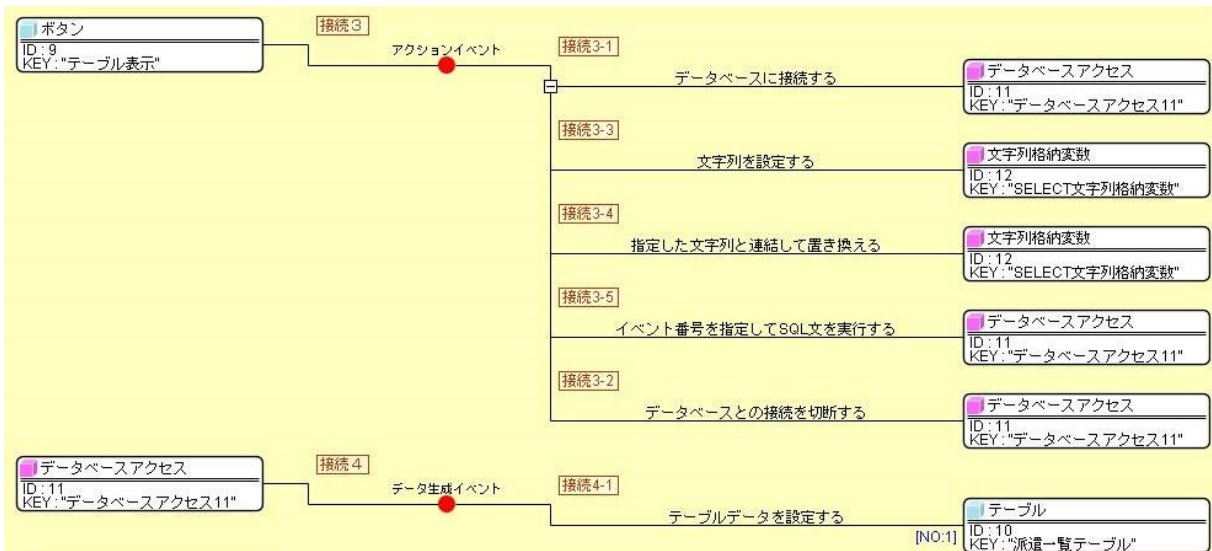 ボタン
ID : 9
KEY : "テーブル表示"
接続3
アクションイベント
接続3-1
データベースに接続する
データベースアクセス
ID : 11
KEY : "データベースアクセス11"
接続3-3
文字列を設定する
文字列格納変数
ID : 12
KEY : "SELECT文字列格納変数"
接続3-4
指定した文字列と連結して置き換える
文字列格納変数
ID : 12
KEY : "SELECT文字列格納変数"
接続3-5
イベント番号を指定してSQL文を実行する
データベースアクセス
ID : 11
KEY : "データベースアクセス11"
接続3-2
データベースとの接続を切断する
データベースアクセス
ID : 11
KEY : "データベースアクセス11"
データベースアクセス
ID : 11
KEY : "データベースアクセス11"
接続4
データ生成イベント
接続4-1
テーブルデータを設定する
[NO:1]
テーブル
ID : 10
KEY : "派遣一覧テーブル"